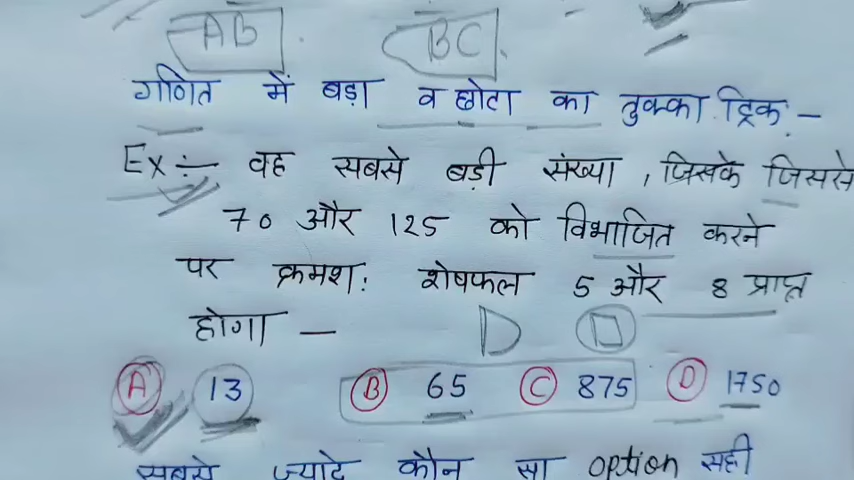 AB BC
गणित में बड़ा व छोटा का तुक्का ट्रिक -
Ex ÷ वह सबसे बड़ी संख्या, जिसके जिससे
70 और 125 को विभाजित करने
पर क्रमश: शेषफल 5 और 8 प्राप्त
होगा — D D
A 13 B 65 C 875 D 1750
सबसे ज्यादे कौन सा option सही